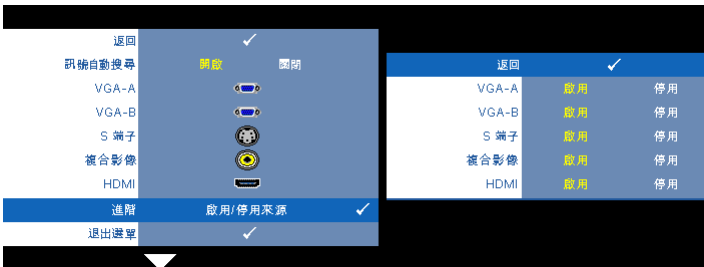 返回
訊號自動搜尋 開啟 關閉
VGA-A
VGA-B
S 端子
複合影像
HDMI
進階 啟用/停用來源
退出選單
返回
VGA-A 啟用 停用
VGA-B 啟用 停用
S 端子 啟用 停用
複合影像 啟用 停用
HDMI 啟用 停用